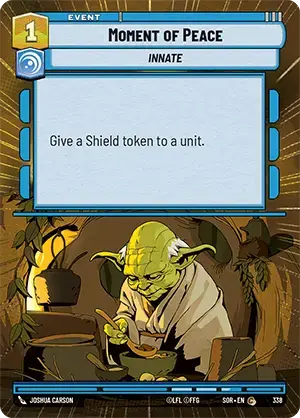 EVENT
1
MOMENT OF PEACE
INNATE
Give a Shield token to a unit.
JOSHUA CARSON
©LFL ©FFG
SOR • EN
C
338